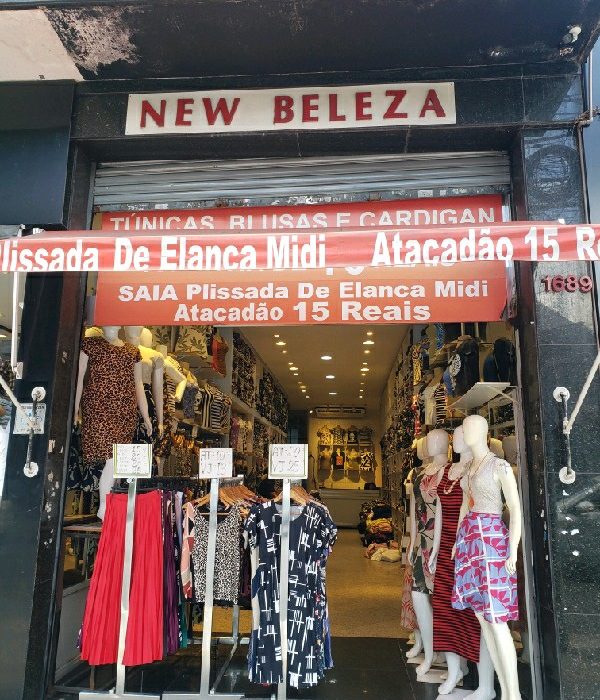 NEW BELEZA
TÚNICAS, BLUSAS E CARDIGAN
Plissada De Elanca Midi Atacadão 15 Re
SAIA Plissada De Elanca Midi
Atacadão 15 Reais
1689